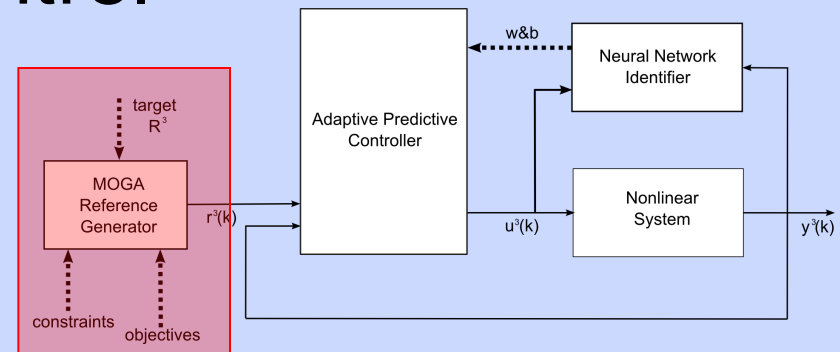 w&b
Neural Network
Identifier
target
R³
Adaptive Predictive
Controller
MOGA
Reference
Generator
r³(k)
u³(k)
Nonlinear
System
y³(k)
constraints
objectives